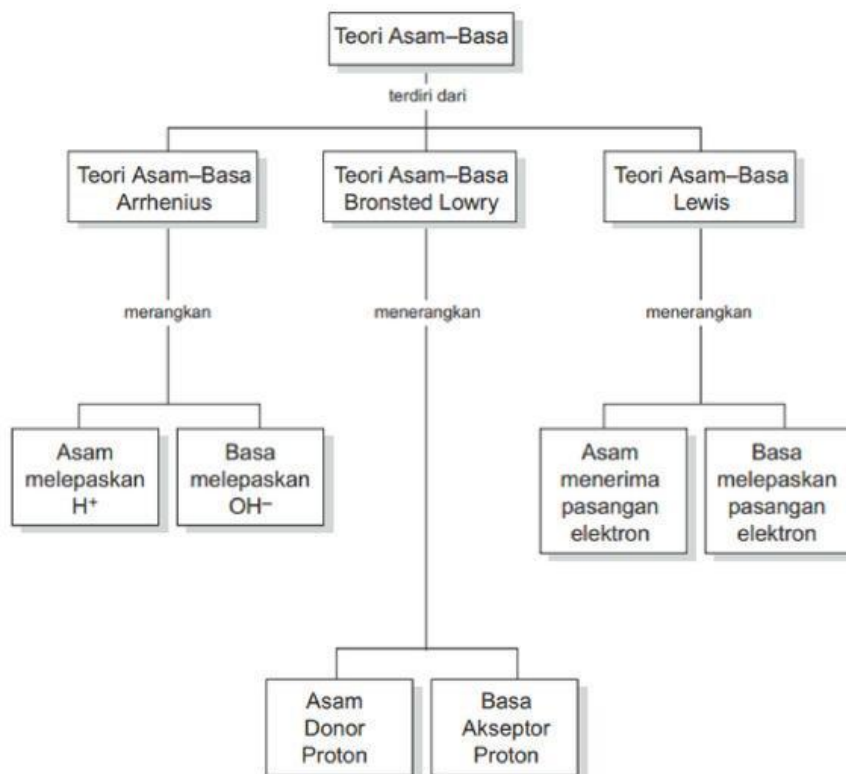 Teori Asam–Basa
terdiri dari
Teori Asam–Basa
Arrhenius
Teori Asam–Basa
Bronsted Lowry
Teori Asam–Basa
Lewis
merangkan
menerangkan
menerangkan
Asam
melepaskan
H⁺
Basa
melepaskan
OH⁻
Asam
menerima
pasangan
elektron
Basa
melepaskan
pasangan
elektron
Asam
Donor
Proton
Basa
Akseptor
Proton